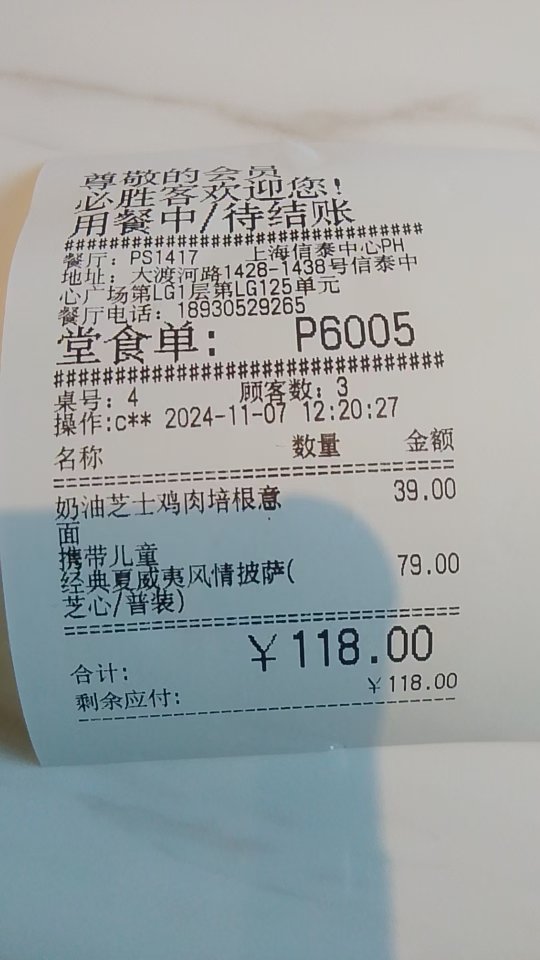 尊敬的会员
必胜客欢迎您!
用餐中/待结账
########################################
餐厅: PS1417 上海信泰中心PH
地址: 大渡河路1428-1438号信泰中
心广场第LG1层第LG125单元
餐厅电话: 18930529265
堂食单: P6005
########################################
桌号: 4 顾客数: 3
操作:c** 2024-11-07 12:20:27
名称 数量 金额
========================================
奶油芝士鸡肉培根意 39.00
面
携带儿童
经典夏威夷风情披萨( 79.00
芝心/普装)
========================================
合计: ￥118.00
剩余应付: ￥118.00
----------------------------------------